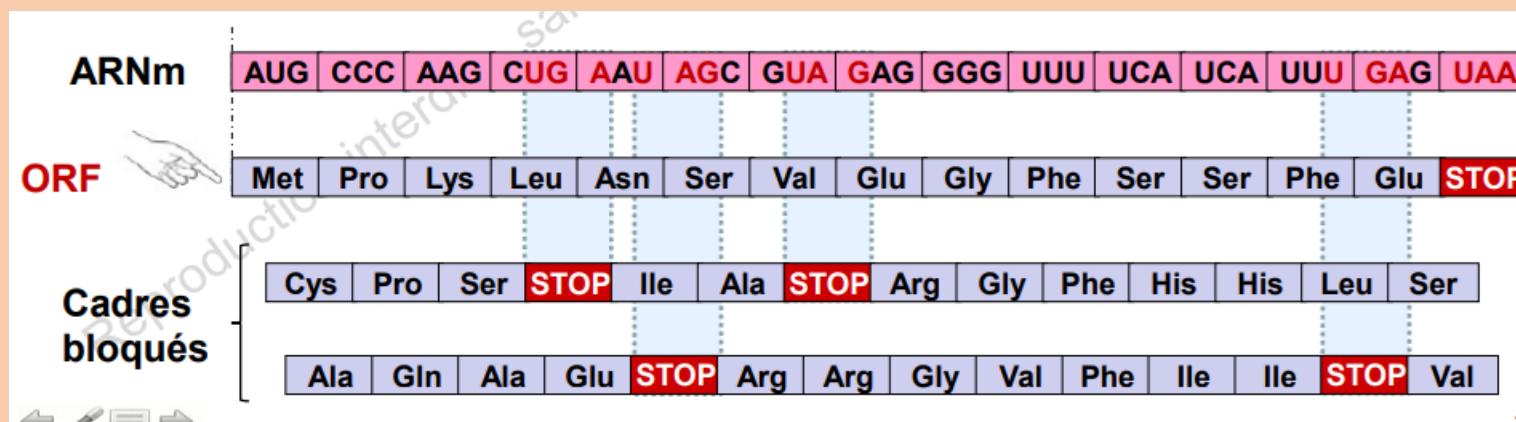 ARNm AUG CCC AAG CUG AAU AGC GUA GAG GGG UUU UCA UCA UUU GAG UAA
ORF Met Pro Lys Leu Asn Ser Val Glu Gly Phe Ser Ser Phe Glu STOP
Cys Pro Ser STOP Ile Ala STOP Arg Gly Phe His His Leu Ser
Cadres
bloqués
Ala Gln Ala Glu STOP Arg Arg Gly Val Phe Ile Ile STOP Val
Reproduction